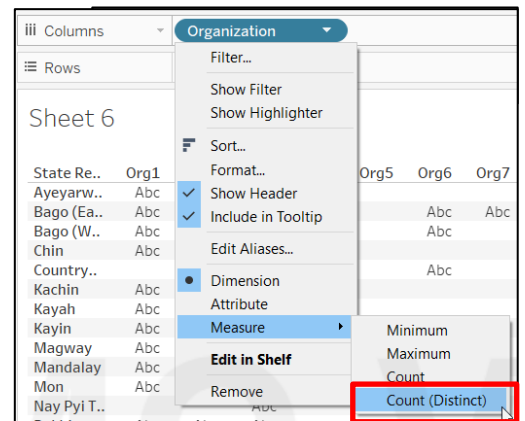 Columns Organization
Rows
Filter...
Show Filter
Show Highlighter
Sort...
Format...
Show Header
Include in Tooltip
Edit Aliases...
Dimension
Attribute
Measure
Edit in Shelf
Remove
Minimum
Maximum
Count
Count (Distinct)
Sheet 6
State Re.. Org1 Org5 Org6 Org7
Ayeyarw.. Abc
Bago (Ea.. Abc Abc Abc
Bago (W.. Abc Abc
Chin Abc
Country.. Abc
Kachin Abc
Kayah Abc
Kayin Abc
Magway Abc
Mandalay Abc
Mon Abc
Nay Pyi T..